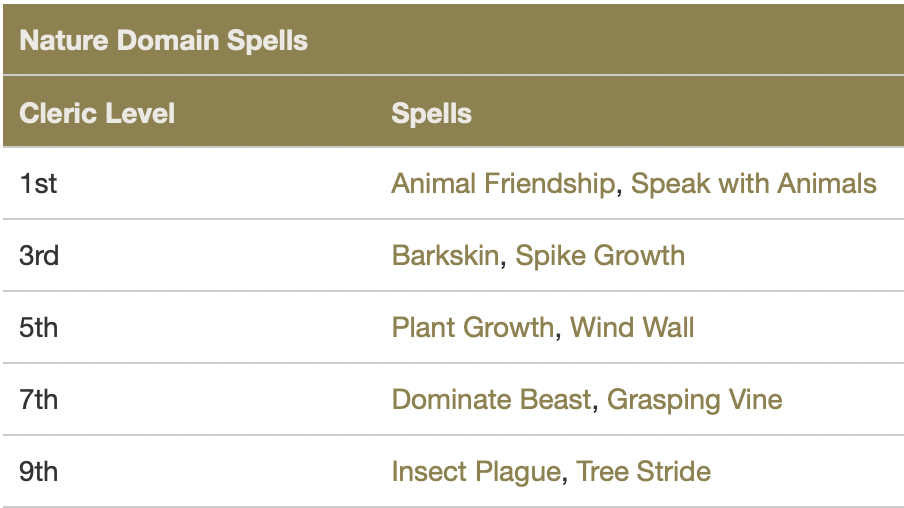 Nature Domain Spells
Cleric Level Spells
1st Animal Friendship, Speak with Animals
3rd Barkskin, Spike Growth
5th Plant Growth, Wind Wall
7th Dominate Beast, Grasping Vine
9th Insect Plague, Tree Stride